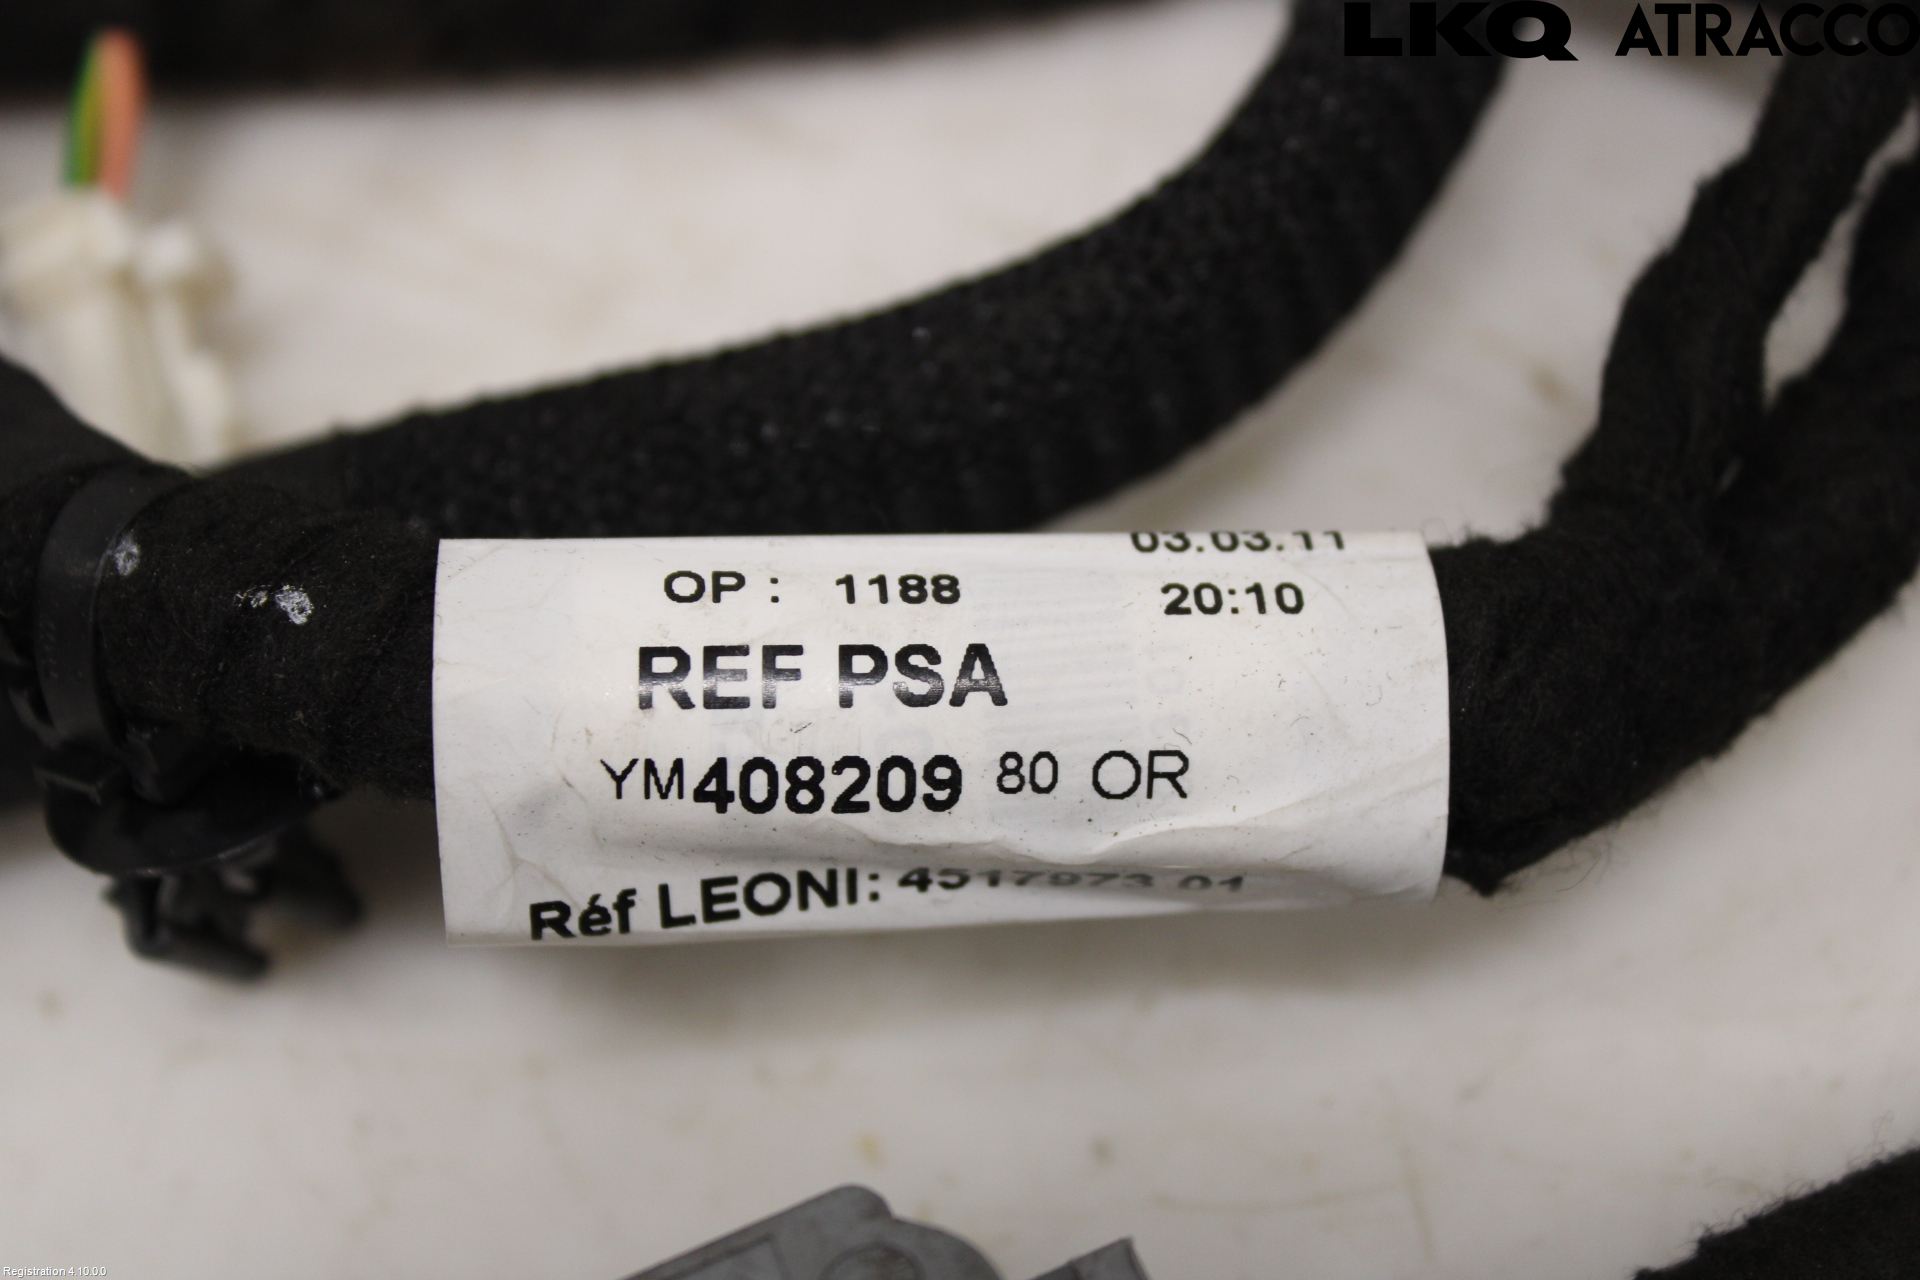 LKQ ATRACCO
03.03.11
OP : 1188 20:10
REF PSA
YM408209 80 OR
Réf LEONI: 4517973 01
Registration 4.10.0.0